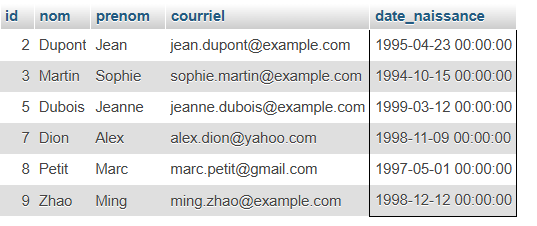 id nom prenom courriel date_naissance
2 Dupont Jean jean.dupont@example.com 1995-04-23 00:00:00
3 Martin Sophie sophie.martin@example.com 1994-10-15 00:00:00
5 Dubois Jeanne jeanne.dubois@example.com 1999-03-12 00:00:00
7 Dion Alex alex.dion@yahoo.com 1998-11-09 00:00:00
8 Petit Marc marc.petit@gmail.com 1997-05-01 00:00:00
9 Zhao Ming ming.zhao@example.com 1998-12-12 00:00:00